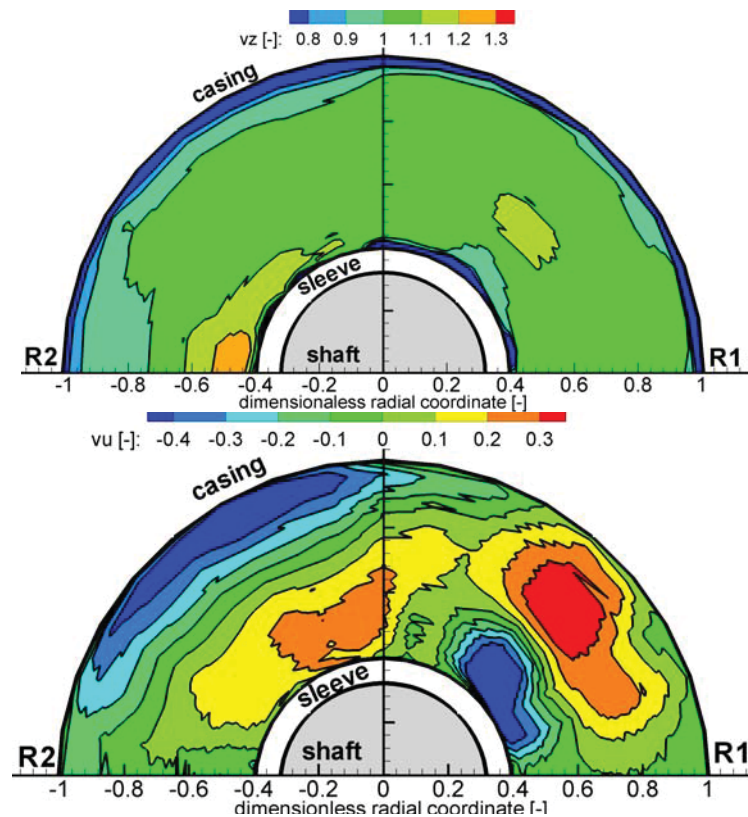 vz [-]: 0.8 0.9 1 1.1 1.2 1.3
casing
sleeve
shaft
R2 R1
-1 -0.8 -0.6 -0.4 -0.2 0 0.2 0.4 0.6 0.8 1
dimensionaless radial coordinate [-]
vu [-]: -0.4 -0.3 -0.2 -0.1 0 0.1 0.2 0.3
casing
sleeve
shaft
R2 R1
-1 -0.8 -0.6 -0.4 -0.2 0 0.2 0.4 0.6 0.8 1
dimensionless radial coordinate [-]